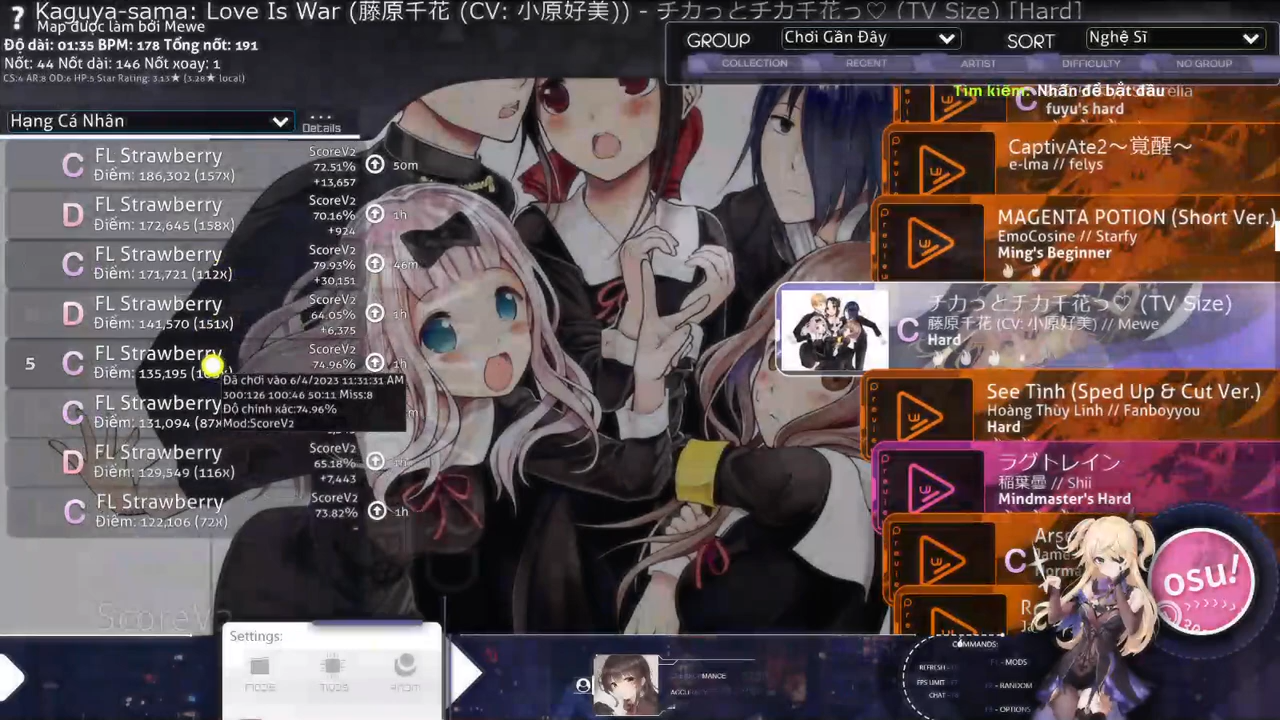 Kaguya-sama: Love Is War (藤原千花 (CV: 小原好美)) - チカっとチカ千花っ♡ (TV Size) [Hard]
Map được làm bởi Mewe
Độ dài: 01:35 BPM: 178 Tổng nốt: 191
Nốt: 44 Nốt dài: 146 Nốt xoay: 1
CS:4 AR:8 OD:6 HP:5 Star Rating: 3.13★ (3.28★ local)
GROUP
Chơi Gần Đây
SORT
Nghệ Sĩ
COLLECTION
RECENT
ARTIST
DIFFICULTY
NO GROUP
Tìm kiếm: Nhấn để bắt đầu
Hạng Cá Nhân
Details
C FL Strawberry
Điểm: 186,302 (157x)
ScoreV2
72.51%
+13,657
50m
D FL Strawberry
Điểm: 172,645 (158x)
ScoreV2
70.16%
+924
1h
C FL Strawberry
Điểm: 171,721 (112x)
ScoreV2
79.93%
+30,151
46m
D FL Strawberry
Điểm: 141,570 (151x)
ScoreV2
64.05%
+6,375
1h
5 C FL Strawberry
Điểm: 135,195
ScoreV2
74.96%
1h
Đã chơi vào 6/4/2023 11:31:31 AM
300:126 100:46 50:11 Miss:8
Độ chính xác:74.96%
Mod:ScoreV2
C FL Strawberry
Điểm: 131,094 (87x
D FL Strawberry
Điểm: 129,549 (116x)
65.18%
+7,443
1h
C FL Strawberry
Điểm: 122,106 (72x)
ScoreV2
73.82%
-
1h
ScoreV2
C
fuyu's hard
CaptivAte2～覚醒～
e-lma // felys
MAGENTA POTION (Short Ver.)
EmoCosine // Starfy
Ming's Beginner
チカっとチカ千花っ♡ (TV Size)
C 藤原千花 (CV: 小原好美) // Mewe
Hard
See Tình (Sped Up & Cut Ver.)
Hoàng Thùy Linh // Fanboyyou
Hard
ラグトレイン
稲葉曇 // Shii
Mindmaster's Hard
C
osu!
Settings:
COMMANDS:
REFRESH
- MODS
FPS LIMIT
- RANDOM
CHAT
- OPTIONS